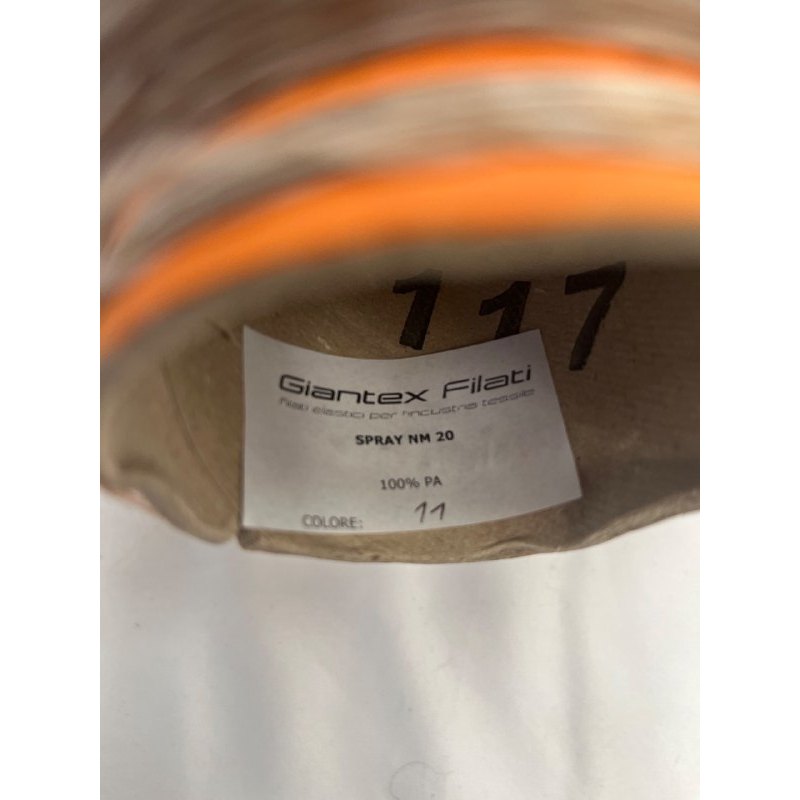 117
Giantex Filati
filati elastici per l'industria tessile
SPRAY NM 20
100% PA
COLORE: 11